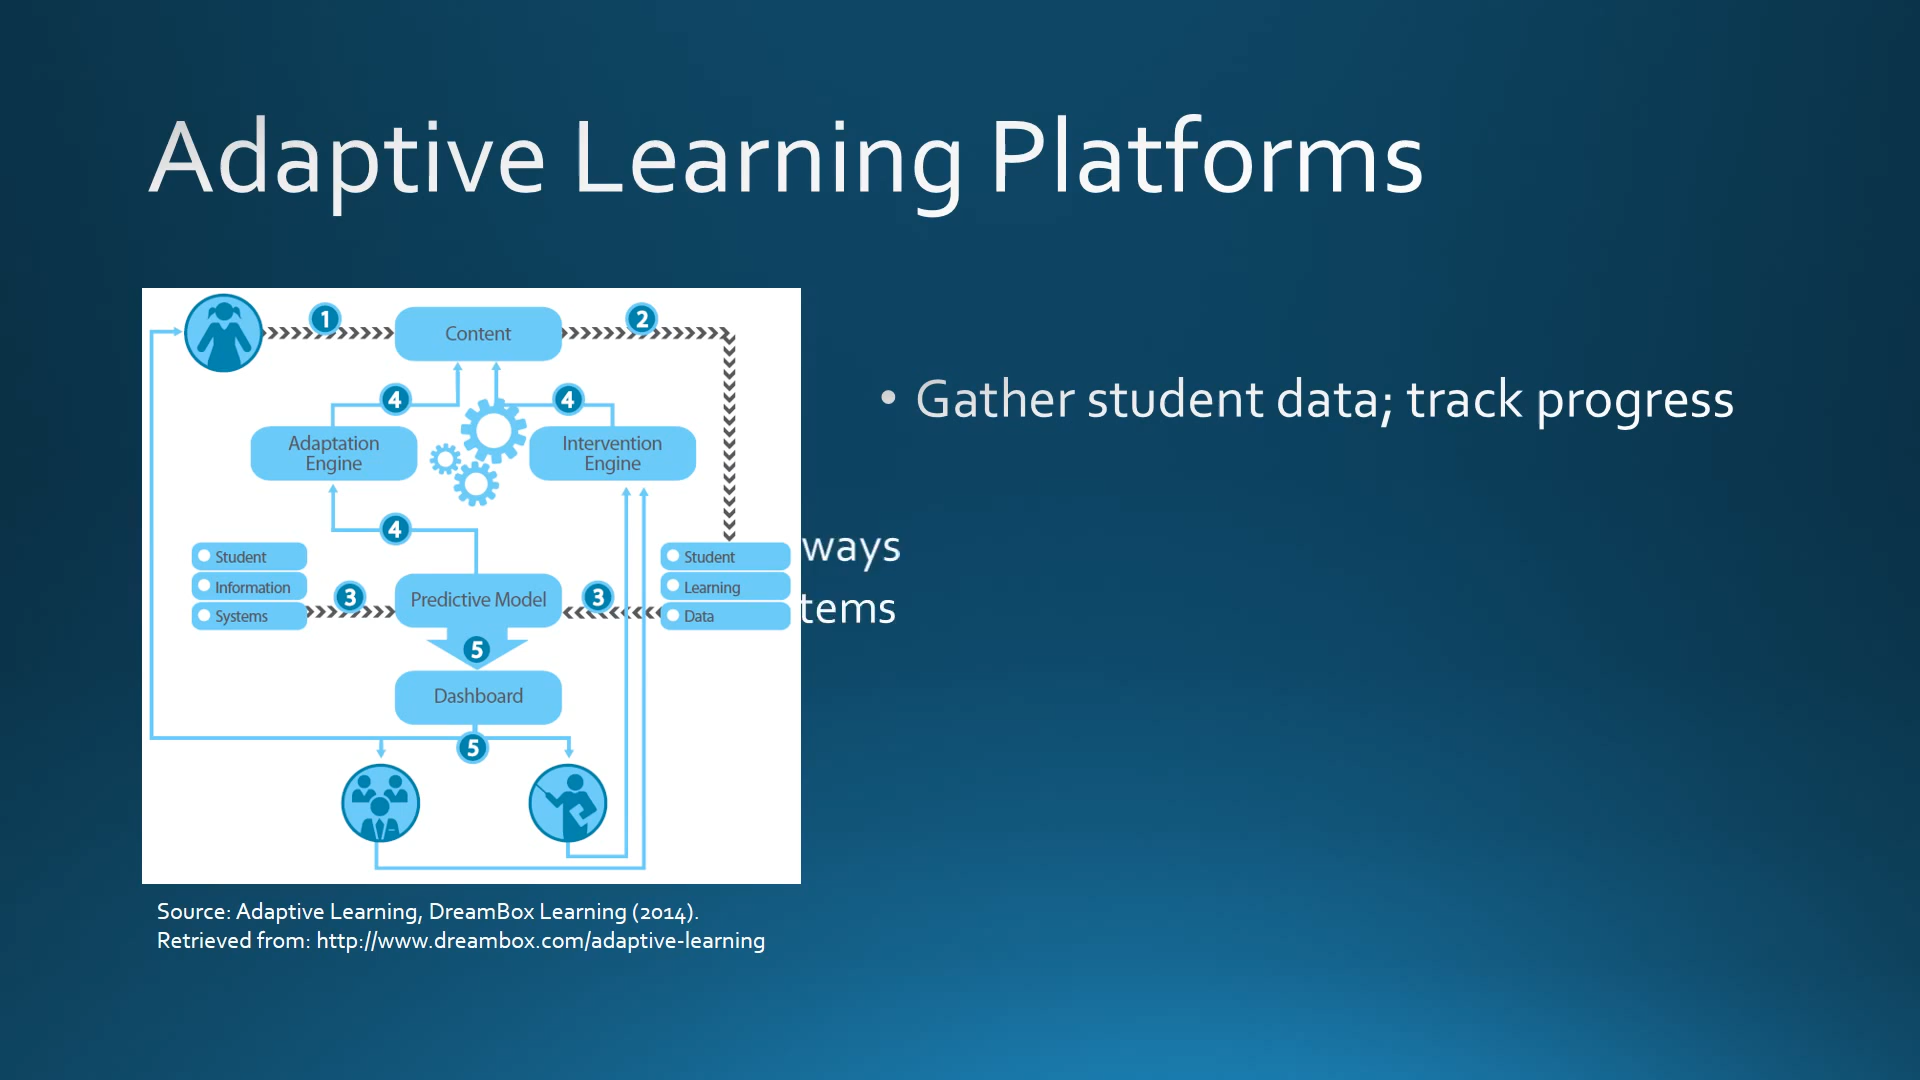 Adaptive Learning Platforms
1
Content
2
4
4
Adaptation
Engine
Intervention
Engine
4
Student
Information
Systems
3
Predictive Model
3
Student
Learning
Data
5
Dashboard
5
• Gather student data; track progress
ways
tems
Source: Adaptive Learning, DreamBox Learning (2014).
Retrieved from: http://www.dreambox.com/adaptive-learning